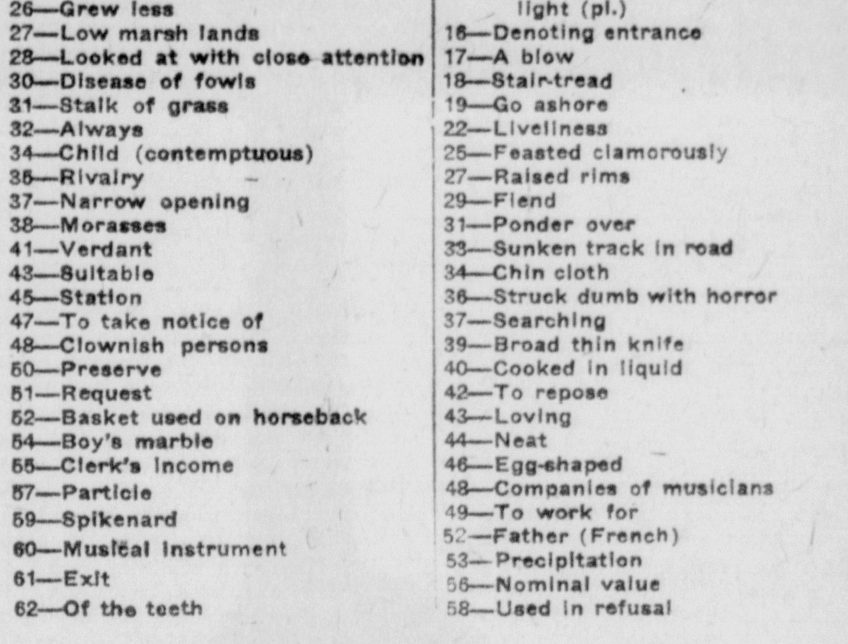 26—Grew less
27—Low marsh lands
28—Looked at with close attention
30—Disease of fowls
31—Stalk of grass
32—Always
34—Child (contemptuous)
35—Rivalry
37—Narrow opening
38—Morasses
41—Verdant
43—Suitable
45—Station
47—To take notice of
48—Clownish persons
50—Preserve
51—Request
52—Basket used on horseback
54—Boy's marble
55—Clerk's income
57—Particle
59—Spikenard
60—Musical instrument
61—Exit
62—Of the teeth
light (pl.)
16—Denoting entrance
17—A blow
18—Stair-tread
19—Go ashore
22—Liveliness
25—Feasted clamorously
27—Raised rims
29—Fiend
31—Ponder over
33—Sunken track in road
34—Chin cloth
36—Struck dumb with horror
37—Searching
39—Broad thin knife
40—Cooked in liquid
42—To repose
43—Loving
44—Neat
46—Egg-shaped
48—Companies of musicians
49—To work for
52—Father (French)
53—Precipitation
56—Nominal value
58—Used in refusal